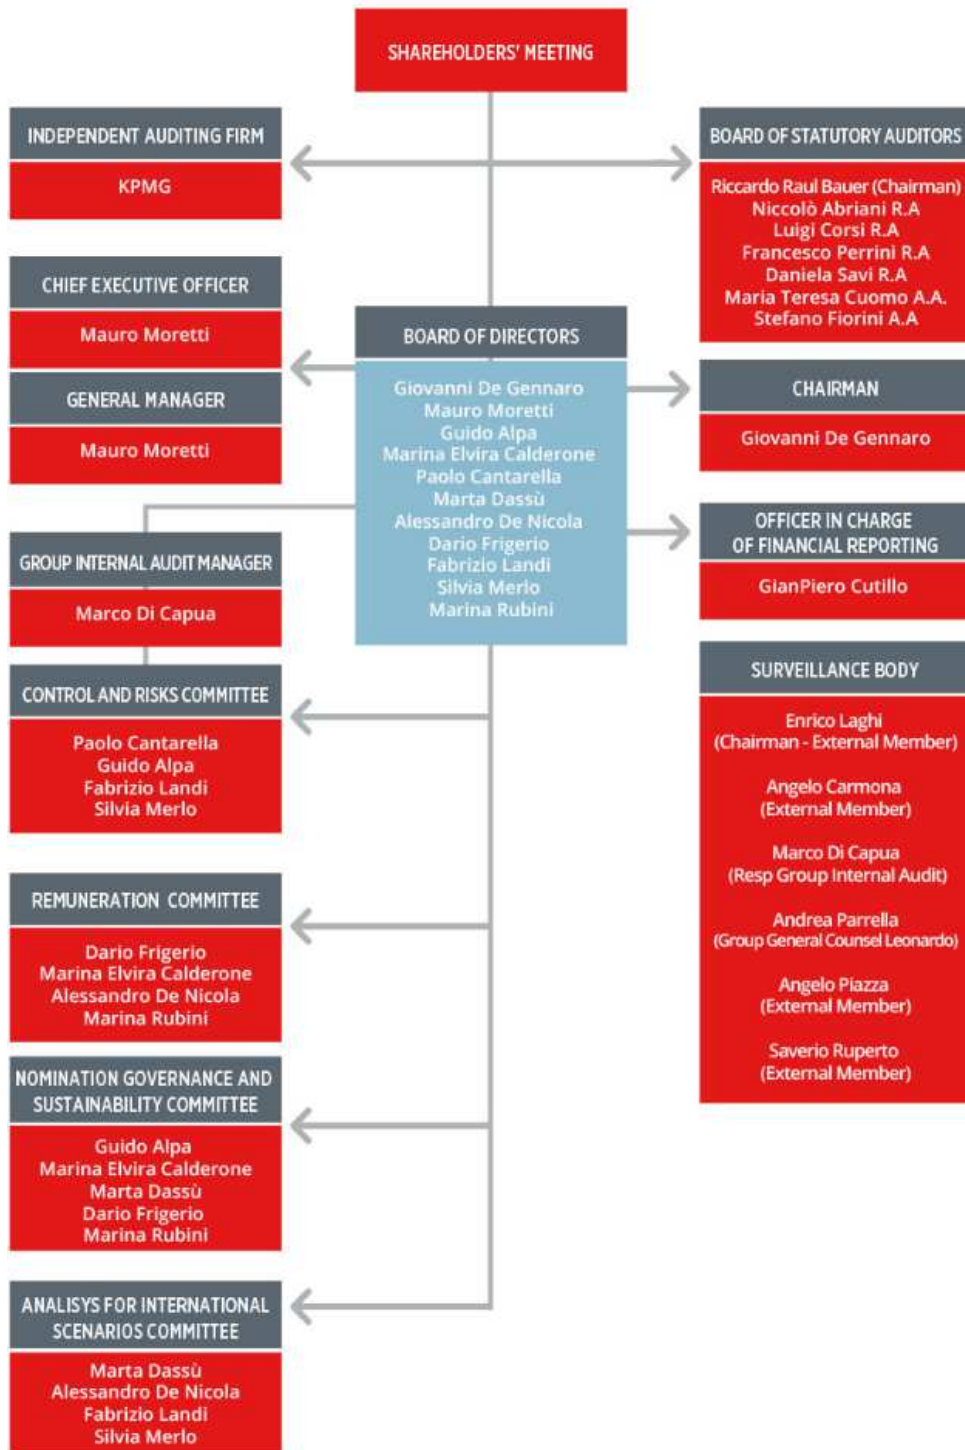 SHAREHOLDERS' MEETING
INDEPENDENT AUDITING FIRM
KPMG
BOARD OF STATUTORY AUDITORS
Riccardo Raul Bauer (Chairman)
Niccolò Abriani R.A
Luigi Corsi R.A
Francesco Perrini R.A
Daniela Savi R.A
Maria Teresa Cuomo A.A.
Stefano Fiorini A.A
CHIEF EXECUTIVE OFFICER
Mauro Moretti
GENERAL MANAGER
Mauro Moretti
BOARD OF DIRECTORS
Giovanni De Gennaro
Mauro Moretti
Guido Alpa
Marina Elvira Calderone
Paolo Cantarella
Marta Dassù
Alessandro De Nicola
Dario Frigerio
Fabrizio Landi
Silvia Merlo
Marina Rubini
CHAIRMAN
Giovanni De Gennaro
OFFICER IN CHARGE
OF FINANCIAL REPORTING
GianPiero Cutillo
GROUP INTERNAL AUDIT MANAGER
Marco Di Capua
CONTROL AND RISKS COMMITTEE
Paolo Cantarella
Guido Alpa
Fabrizio Landi
Silvia Merlo
SURVEILLANCE BODY
Enrico Laghi
(Chairman - External Member)
Angelo Carmona
(External Member)
Marco Di Capua
(Resp Group Internal Audit)
Andrea Parrella
(Group General Counsel Leonardo)
Angelo Piazza
(External Member)
Saverio Ruperto
(External Member)
REMUNERATION COMMITTEE
Dario Frigerio
Marina Elvira Calderone
Alessandro De Nicola
Marina Rubini
NOMINATION GOVERNANCE AND
SUSTAINABILITY COMMITTEE
Guido Alpa
Marina Elvira Calderone
Marta Dassù
Dario Frigerio
Marina Rubini
ANALISYS FOR INTERNATIONAL
SCENARIOS COMMITTEE
Marta Dassù
Alessandro De Nicola
Fabrizio Landi
Silvia Merlo